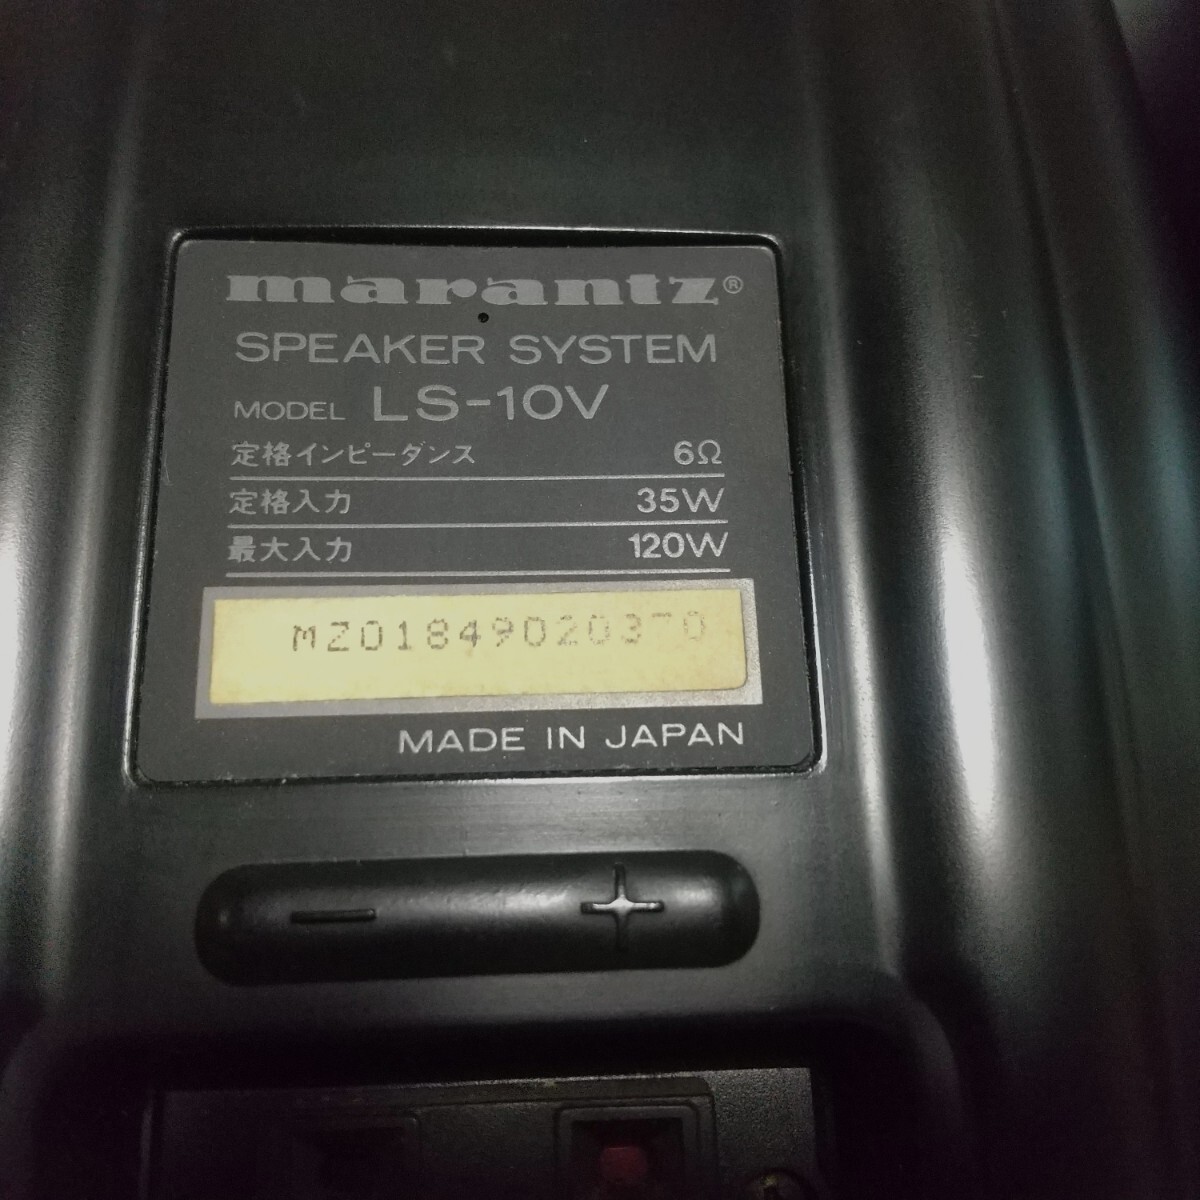 marantz®
SPEAKER SYSTEM
MODEL LS-10V
定格インピーダンス 6Ω
定格入力 35W
最大入力 120W
MADE IN JAPAN
− +